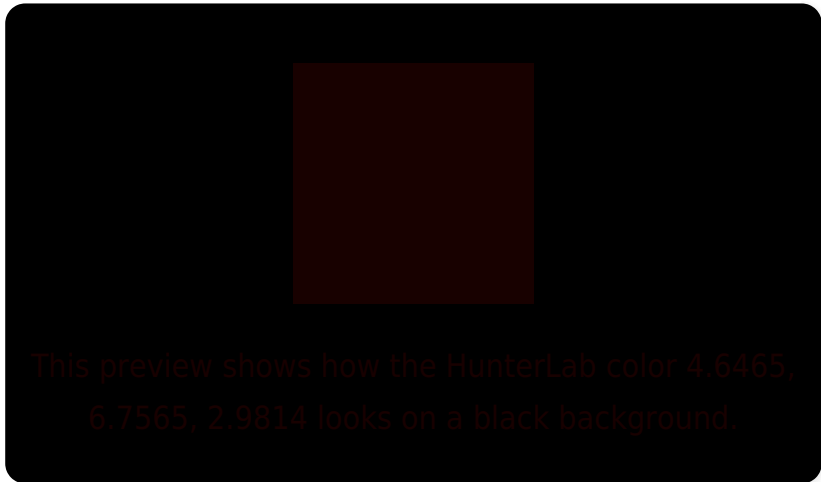 This preview shows how the HunterLab color 4.6465,
6.7565, 2.9814 looks on a black background.